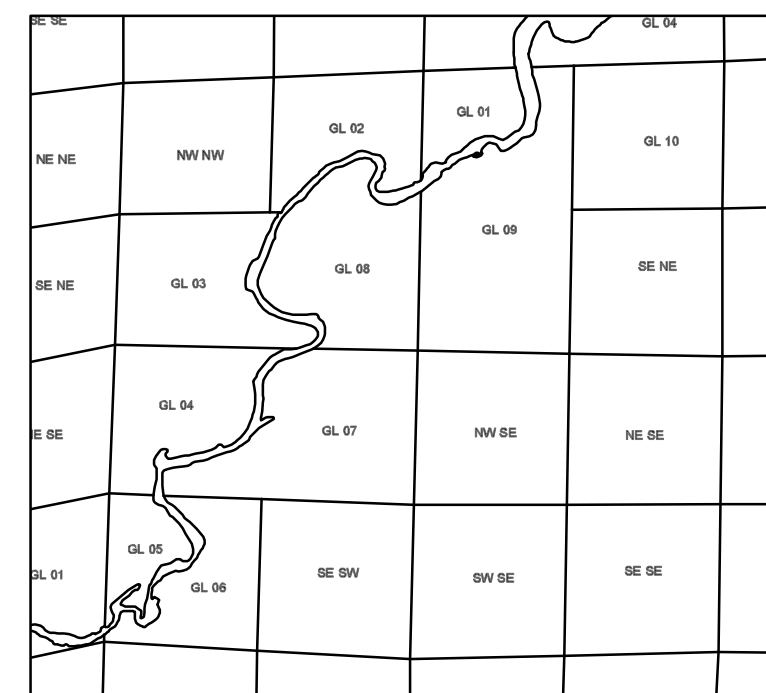 SE SE
GL 04
GL 01
GL 02
GL 10
NE NE
NW NW
GL 09
SE NE
GL 03
GL 08
SE NE
GL 04
E SE
GL 07
NW SE
NE SE
GL 05
GL 01
GL 06
SE SW
SW SE
SE SE